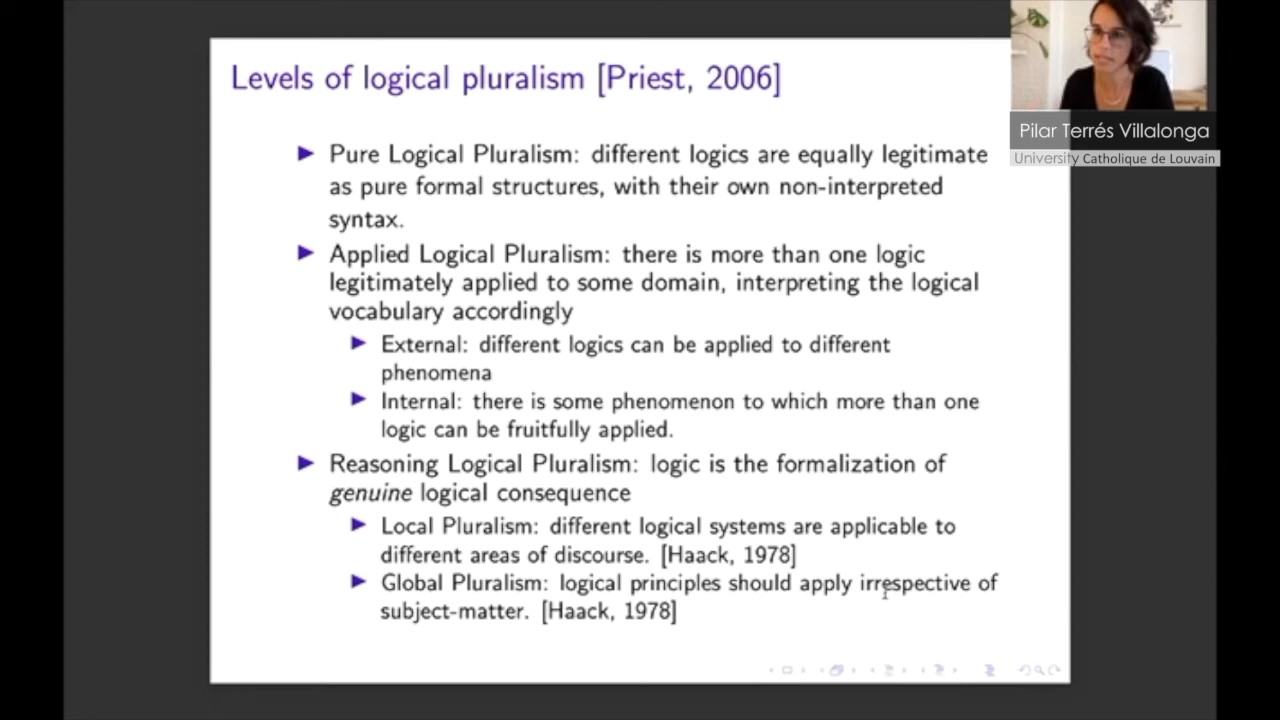 Levels of logical pluralism [Priest, 2006]
Pure Logical Pluralism: different logics are equally legitimate
as pure formal structures, with their own non-interpreted
syntax.
Applied Logical Pluralism: there is more than one logic
legitimately applied to some domain, interpreting the logical
vocabulary accordingly
External: different logics can be applied to different
phenomena
Internal: there is some phenomenon to which more than one
logic can be fruitfully applied.
Reasoning Logical Pluralism: logic is the formalization of
genuine logical consequence
Local Pluralism: different logical systems are applicable to
different areas of discourse. [Haack, 1978]
Global Pluralism: logical principles should apply irrespective of
subject-matter. [Haack, 1978]
Pilar Terrés Villalonga
University Catholique de Louvain